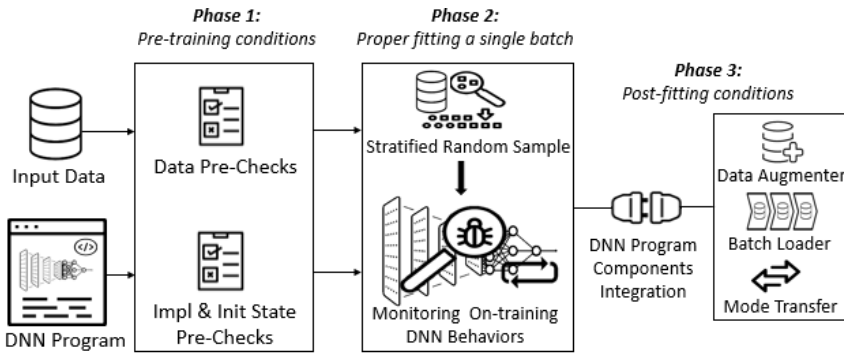 Phase 1:
Pre-training conditions
Phase 2:
Proper fitting a single batch
Phase 3:
Post-fitting conditions
Input Data
Data Pre-Checks
Stratified Random Sample
DNN Program
Impl & Init State
Pre-Checks
Monitoring On-training
DNN Behaviors
DNN Program
Components
Integration
Data Augmenter
Batch Loader
Mode Transfer